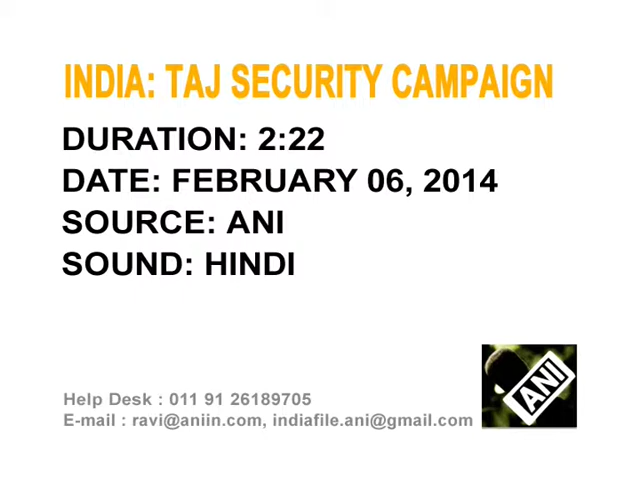 INDIA: TAJ SECURITY CAMPAIGN
DURATION: 2:22
DATE: FEBRUARY 06, 2014
SOURCE: ANI
SOUND: HINDI
Help Desk : 011 91 26189705
E-mail : ravi@aniin.com, indiafile.ani@gmail.com
ANI